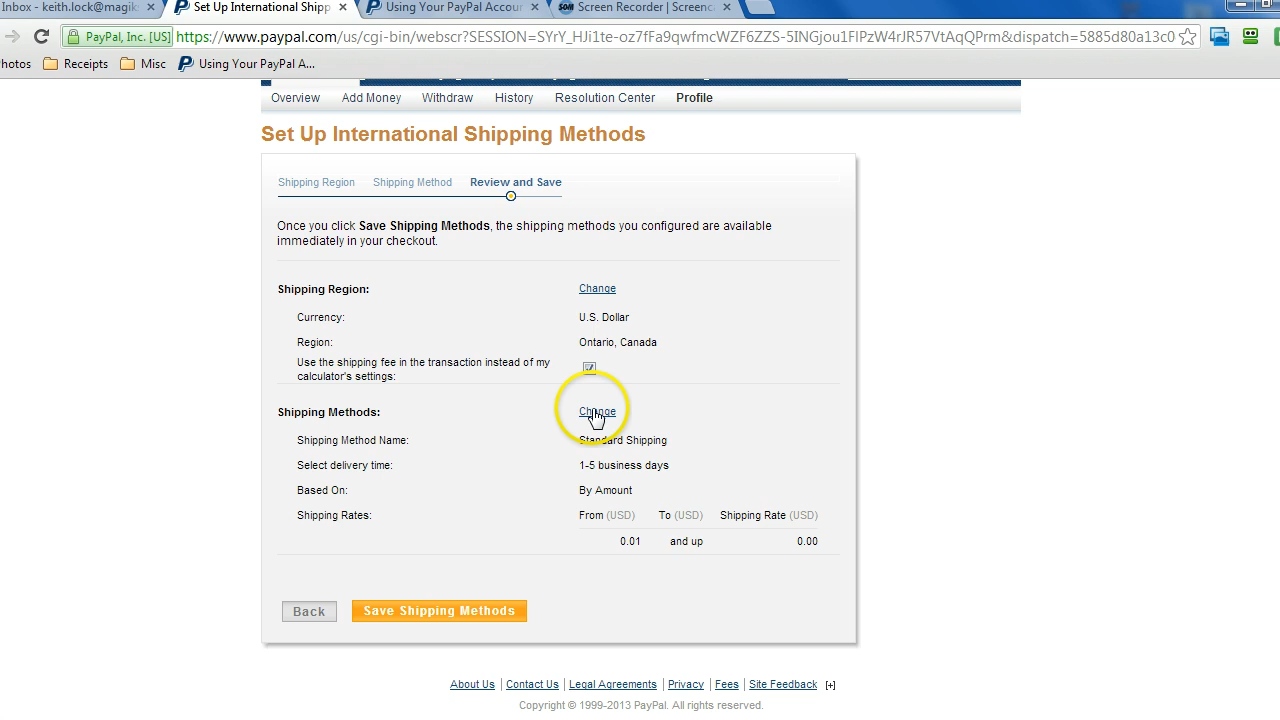 Inbox - keith.lock@magik × Set Up International Shipp × Using Your PayPal Accou × SOM Screen Recorder | Screenc ×
PayPal, Inc. [US] https://www.paypal.com/us/cgi-bin/webscr?SESSION=SYrY_HJi1te-oz7fFa9qwfmcWZF6ZZS-5INGjou1FlPzW4rJR57VtAqQPrm&dispatch=5885d80a13c0
hotos Receipts Misc Using Your PayPal A...
Overview Add Money Withdraw History Resolution Center Profile
Set Up International Shipping Methods
Shipping Region Shipping Method Review and Save
Once you click Save Shipping Methods, the shipping methods you configured are available
immediately in your checkout.
Shipping Region: Change
Currency: U.S. Dollar
Region: Ontario, Canada
Use the shipping fee in the transaction instead of my
calculator's settings:
Shipping Methods: Change
Shipping Method Name: Standard Shipping
Select delivery time: 1-5 business days
Based On: By Amount
Shipping Rates: From (USD) To (USD) Shipping Rate (USD)
0.01 and up 0.00
Back Save Shipping Methods
About Us | Contact Us | Legal Agreements | Privacy | Fees | Site Feedback [+]
Copyright © 1999-2013 PayPal. All rights reserved.